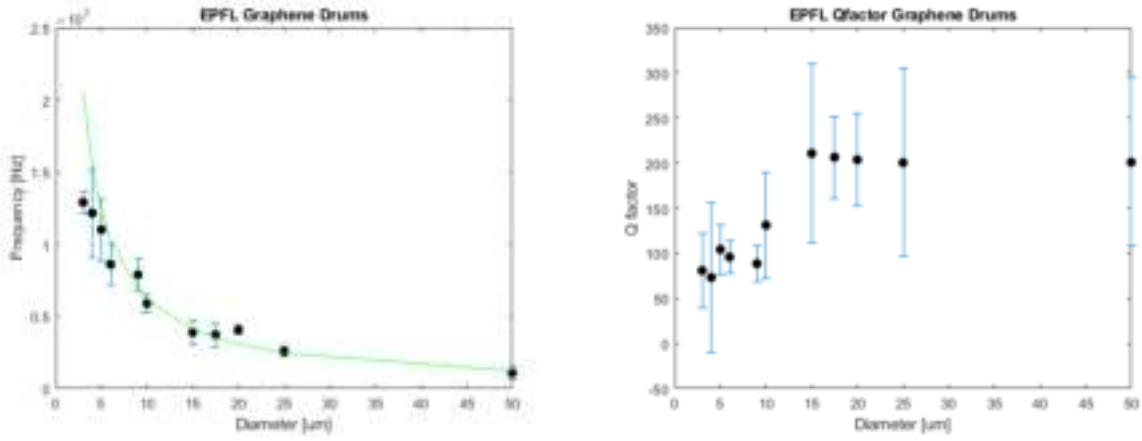 EPFL Graphene Drums
2.5
2
1.5
1
0.5
0
0 5 10 15 20 25 30 35 40 45 50
Diameter [um]
Frequency [Hz]
EPFL Qfactor Graphene Drums
350
300
250
200
150
100
50
0
-50
0 5 10 15 20 25 30 35 40 45 50
Diameter [um]
Q factor